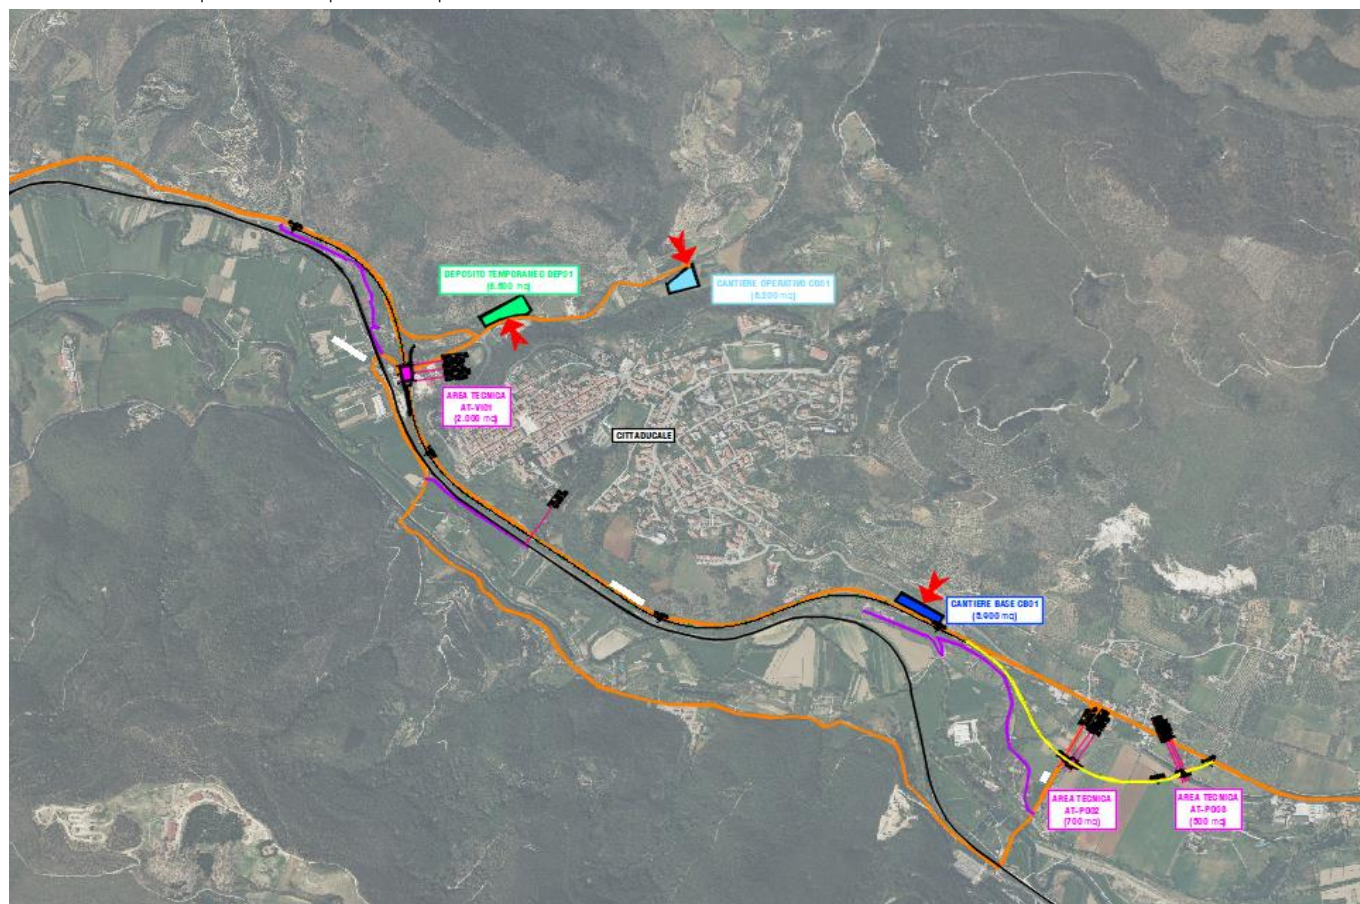 DEPOSITO TEMPORANEO DEP01
(6.500 mq)
CANTIERE OPERATIVO CO01
(5.200 mq)
AREA TECNICA
AT-VI01
(2.000 mq)
CITTADUCALE
CANTIERE BASE CB01
(5.900 mq)
AREA TECNICA
AT-PO02
(700 mq)
AREA TECNICA
AT-PO03
(500 mq)